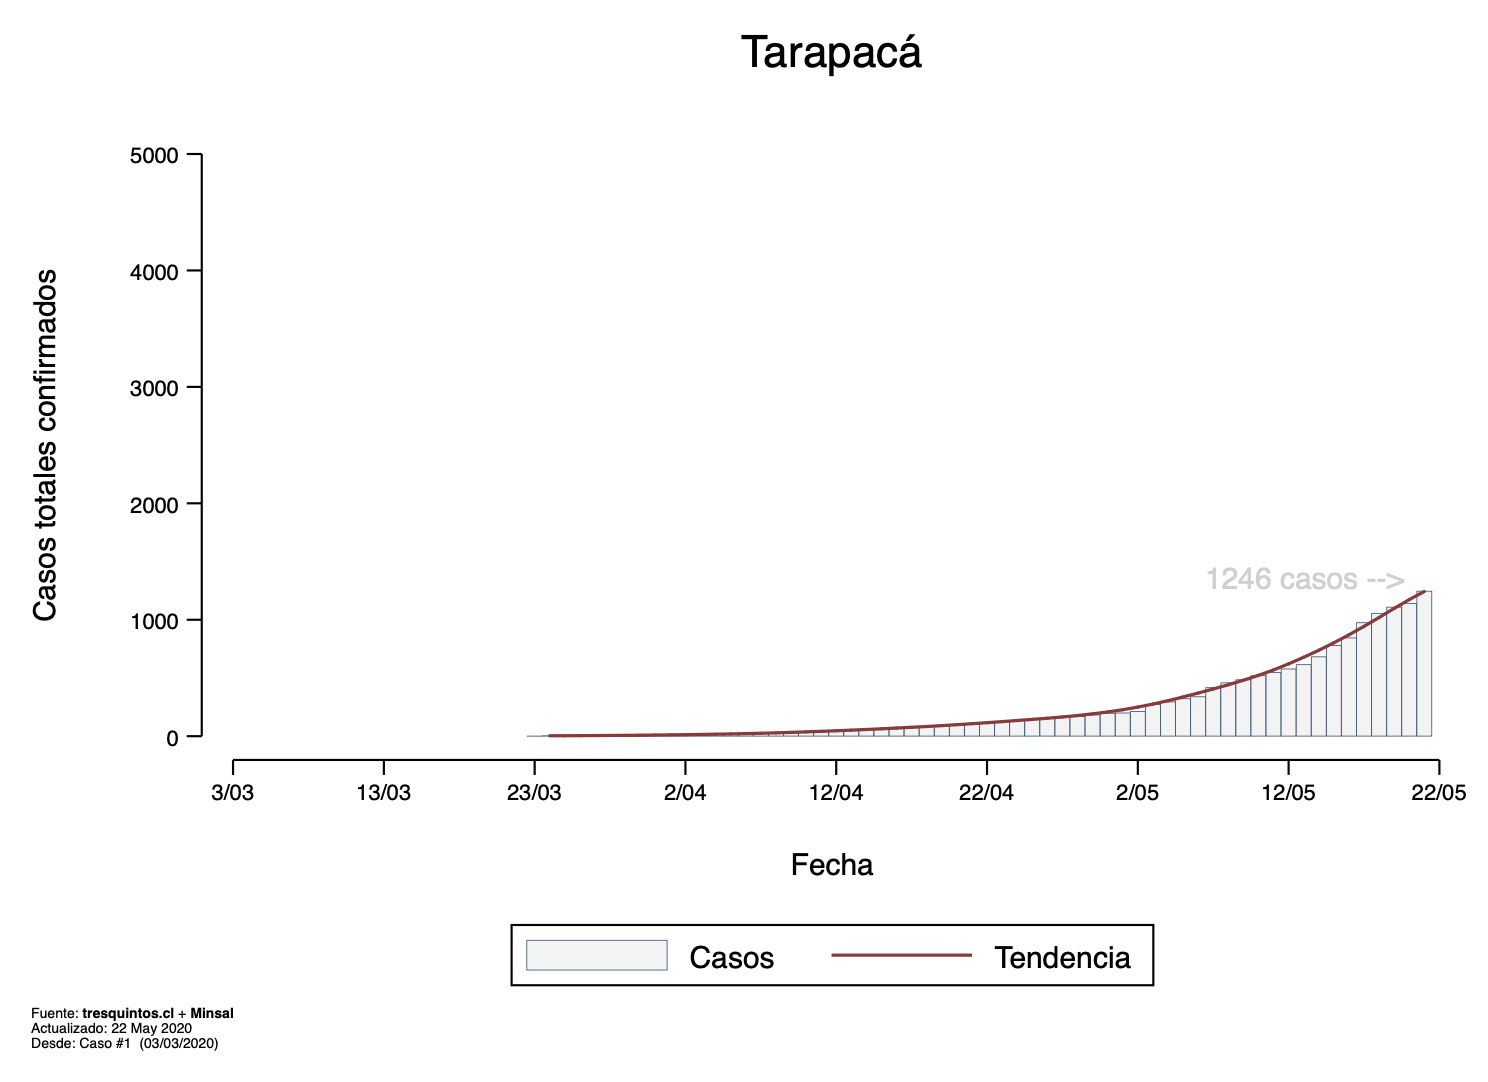 Tarapacá
Casos totales confirmados
5000
4000
3000
2000
1000
0
1246 casos -->
3/03 13/03 23/03 2/04 12/04 22/04 2/05 12/05 22/05
Fecha
Casos Tendencia
Fuente: tresquintos.cl + Minsal
Actualizado: 22 May 2020
Desde: Caso #1 (03/03/2020)